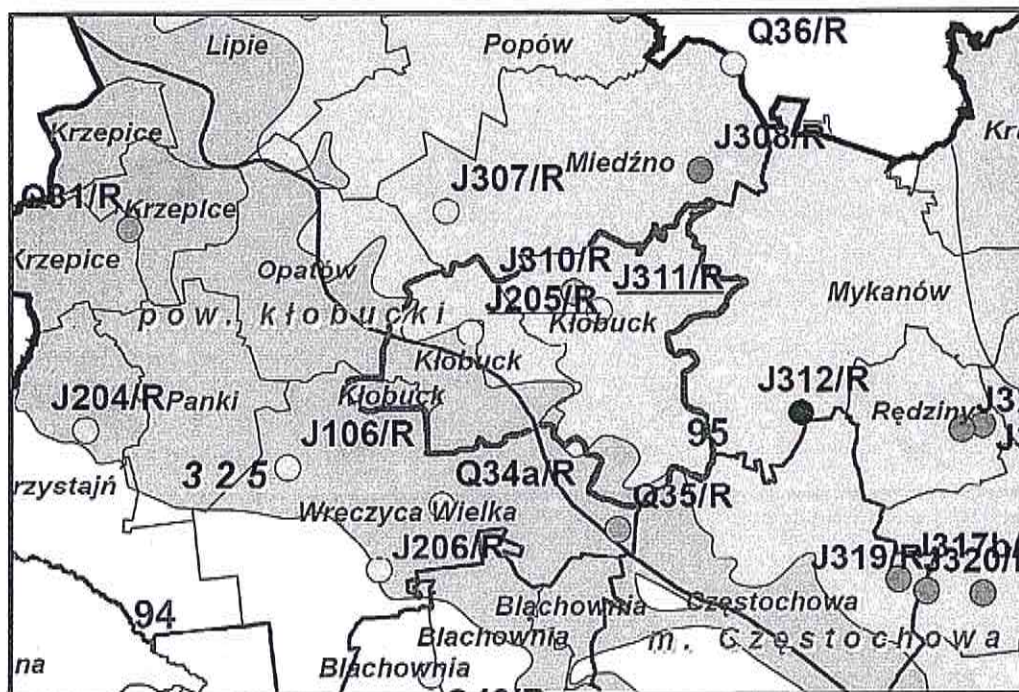 Lipie
Popów
Q36/R
Krzepice
Miedźno
J308/R
7
J307/R
Q31/R
Krzepice
Krzepice
Opatów
J310/R
J311/R
J205/R
Kłobuck
Mykanów
pow. kłobucki
Kłobuck
Kłobuck
J312/R
J204/R
Panki
Rędziny
J106/R
95
325
Q34a/R
rzystajń
Wręczyca Wielka
Q35/R
J206/R
J317b/
J319/R
J320/
94
Blachownia
Częstochowa
Blachownia
m. Częstochowa
na
Blachownia